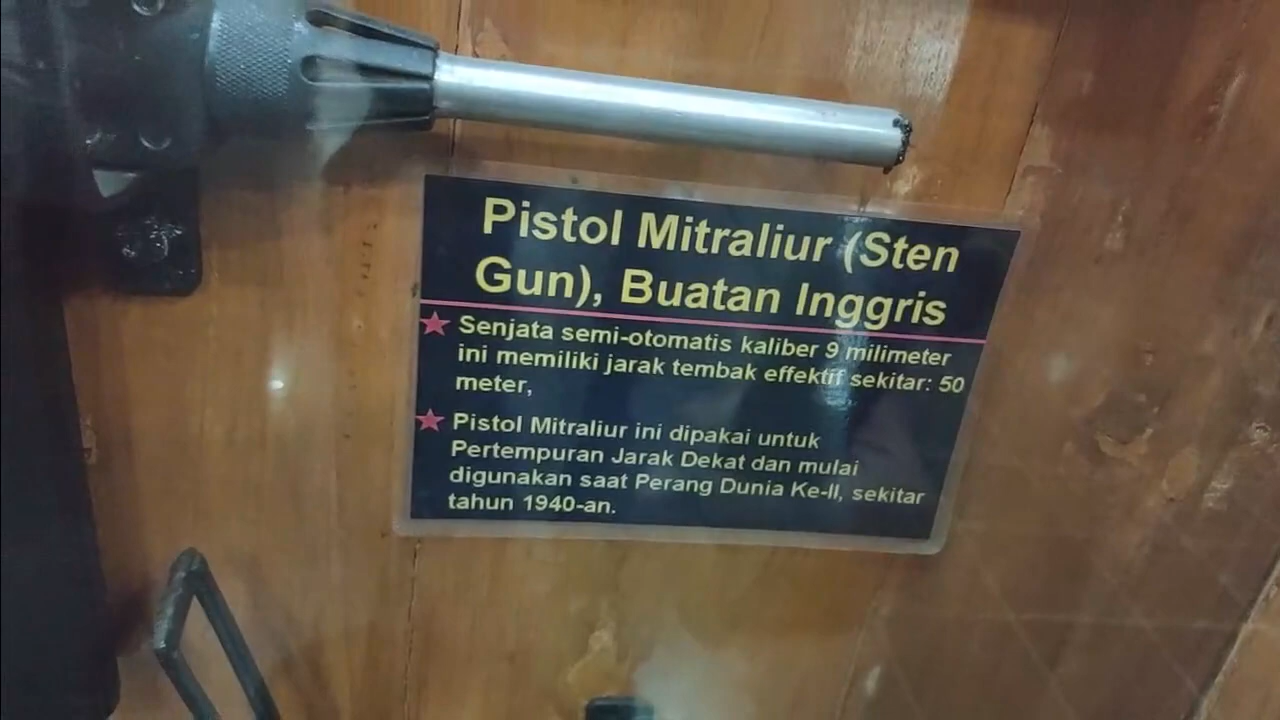 Pistol Mitraliur (Sten
Gun), Buatan Inggris
Senjata semi-otomatis kaliber 9 milimeter
ini memiliki jarak tembak effektif sekitar: 50
meter,
Pistol Mitraliur ini dipakai untuk
Pertempuran Jarak Dekat dan mulai
digunakan saat Perang Dunia Ke-II, sekitar
tahun 1940-an.